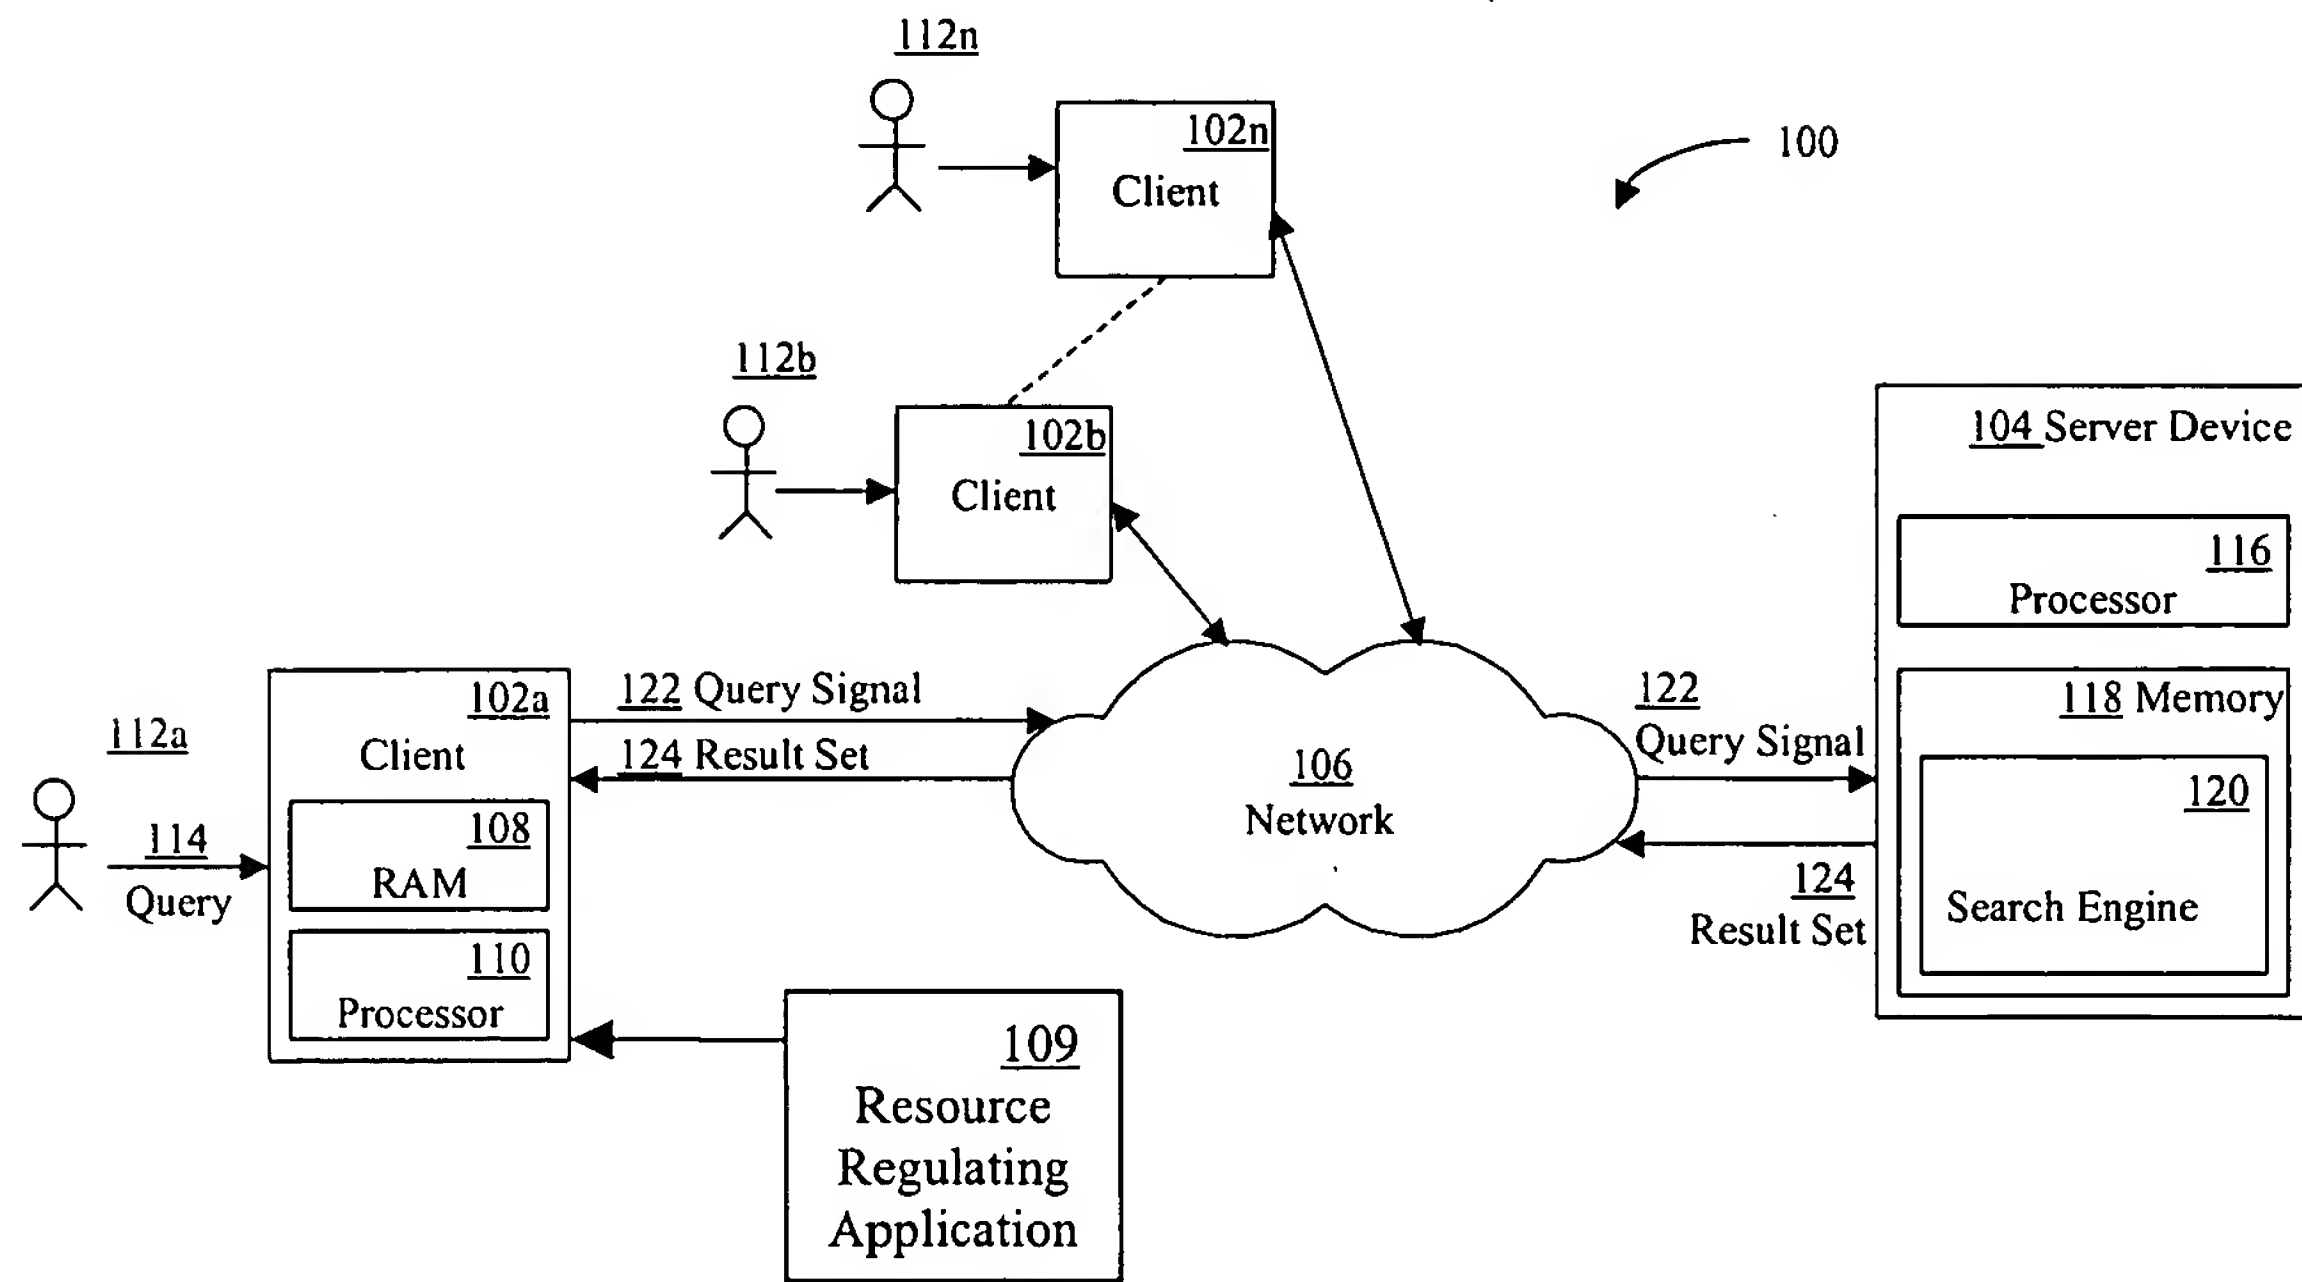 112n
102n
Client
100
112b
102b
Client
104 Server Device
116
Processor
118 Memory
120
Search Engine
102a
Client
108
RAM
110
Processor
112a
114
Query
122 Query Signal
124 Result Set
106
Network
122
Query Signal
124
Result Set
109
Resource
Regulating
Application